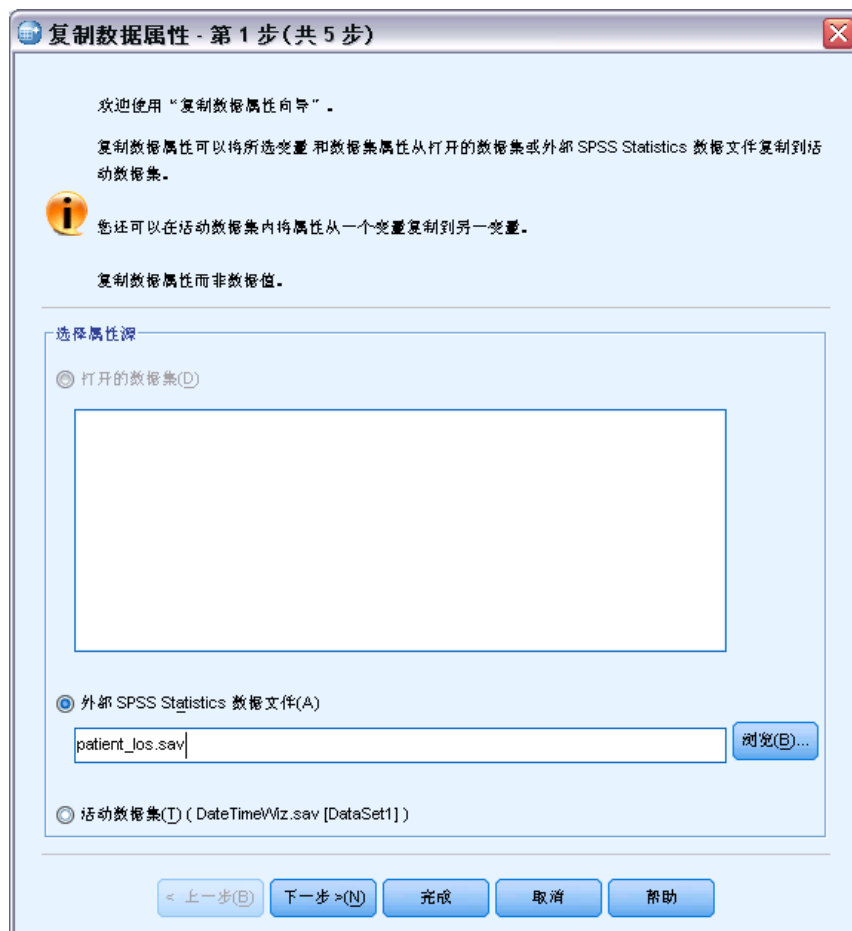 复制数据属性 - 第 1 步(共 5 步)
欢迎使用“复制数据属性向导”。
复制数据属性可以将所选变量 和数据集属性从打开的数据集或外部 SPSS Statistics 数据文件复制到活
动数据集。
您还可以在活动数据集内将属性从一个变量复制到另一变量。
复制数据属性而非数据值。
选择属性源
打开的数据集(D)
外部 SPSS Statistics 数据文件(A)
patient_los.sav
浏览(B)...
活动数据集(T) ( DateTimeWiz.sav [DataSet1] )
< 上一步(B)
下一步 >(N)
完成
取消
帮助